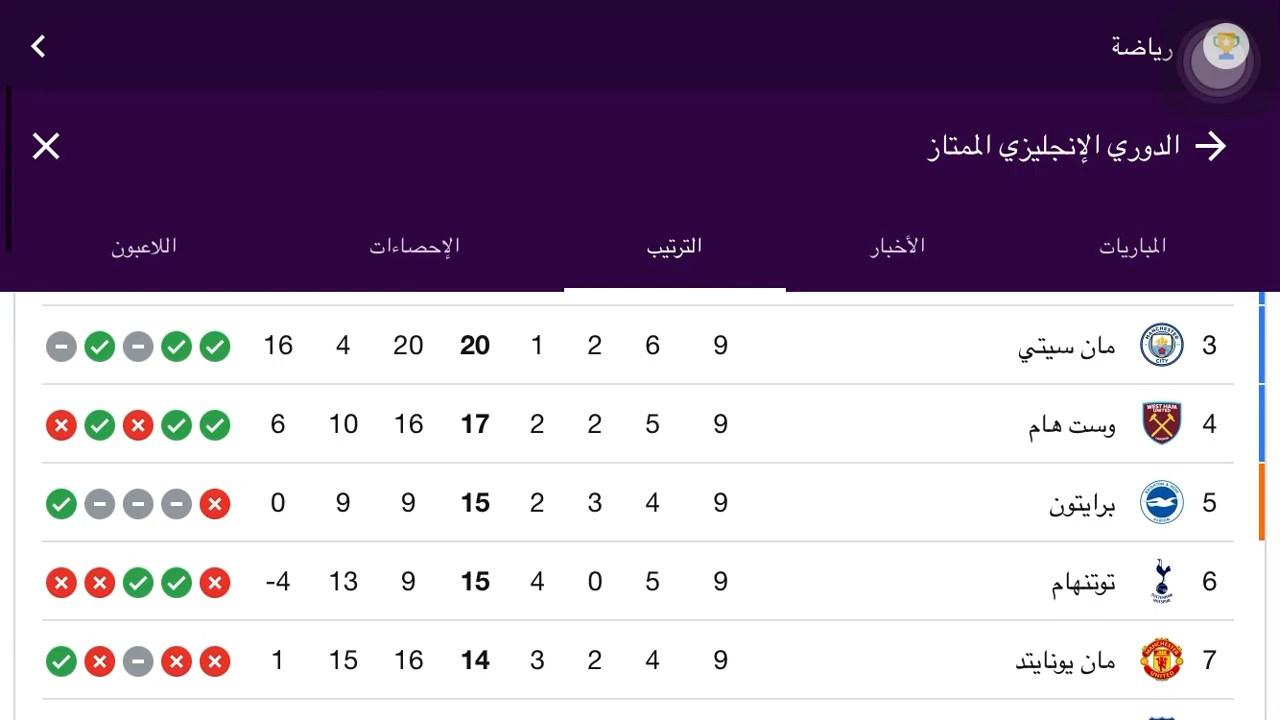 رياضة
الدوري الإنجليزي الممتاز
المباريات الأخبار الترتيب الإحصاءات اللاعبون
3 مان سيتي 9 6 2 1 20 20 4 16
4 وست هام 9 5 2 2 17 16 10 6
5 برايتون 9 4 3 2 15 9 9 0
6 توتنهام 9 5 0 4 15 9 13 -4
7 مان يونايتد 9 4 2 3 14 16 15 1